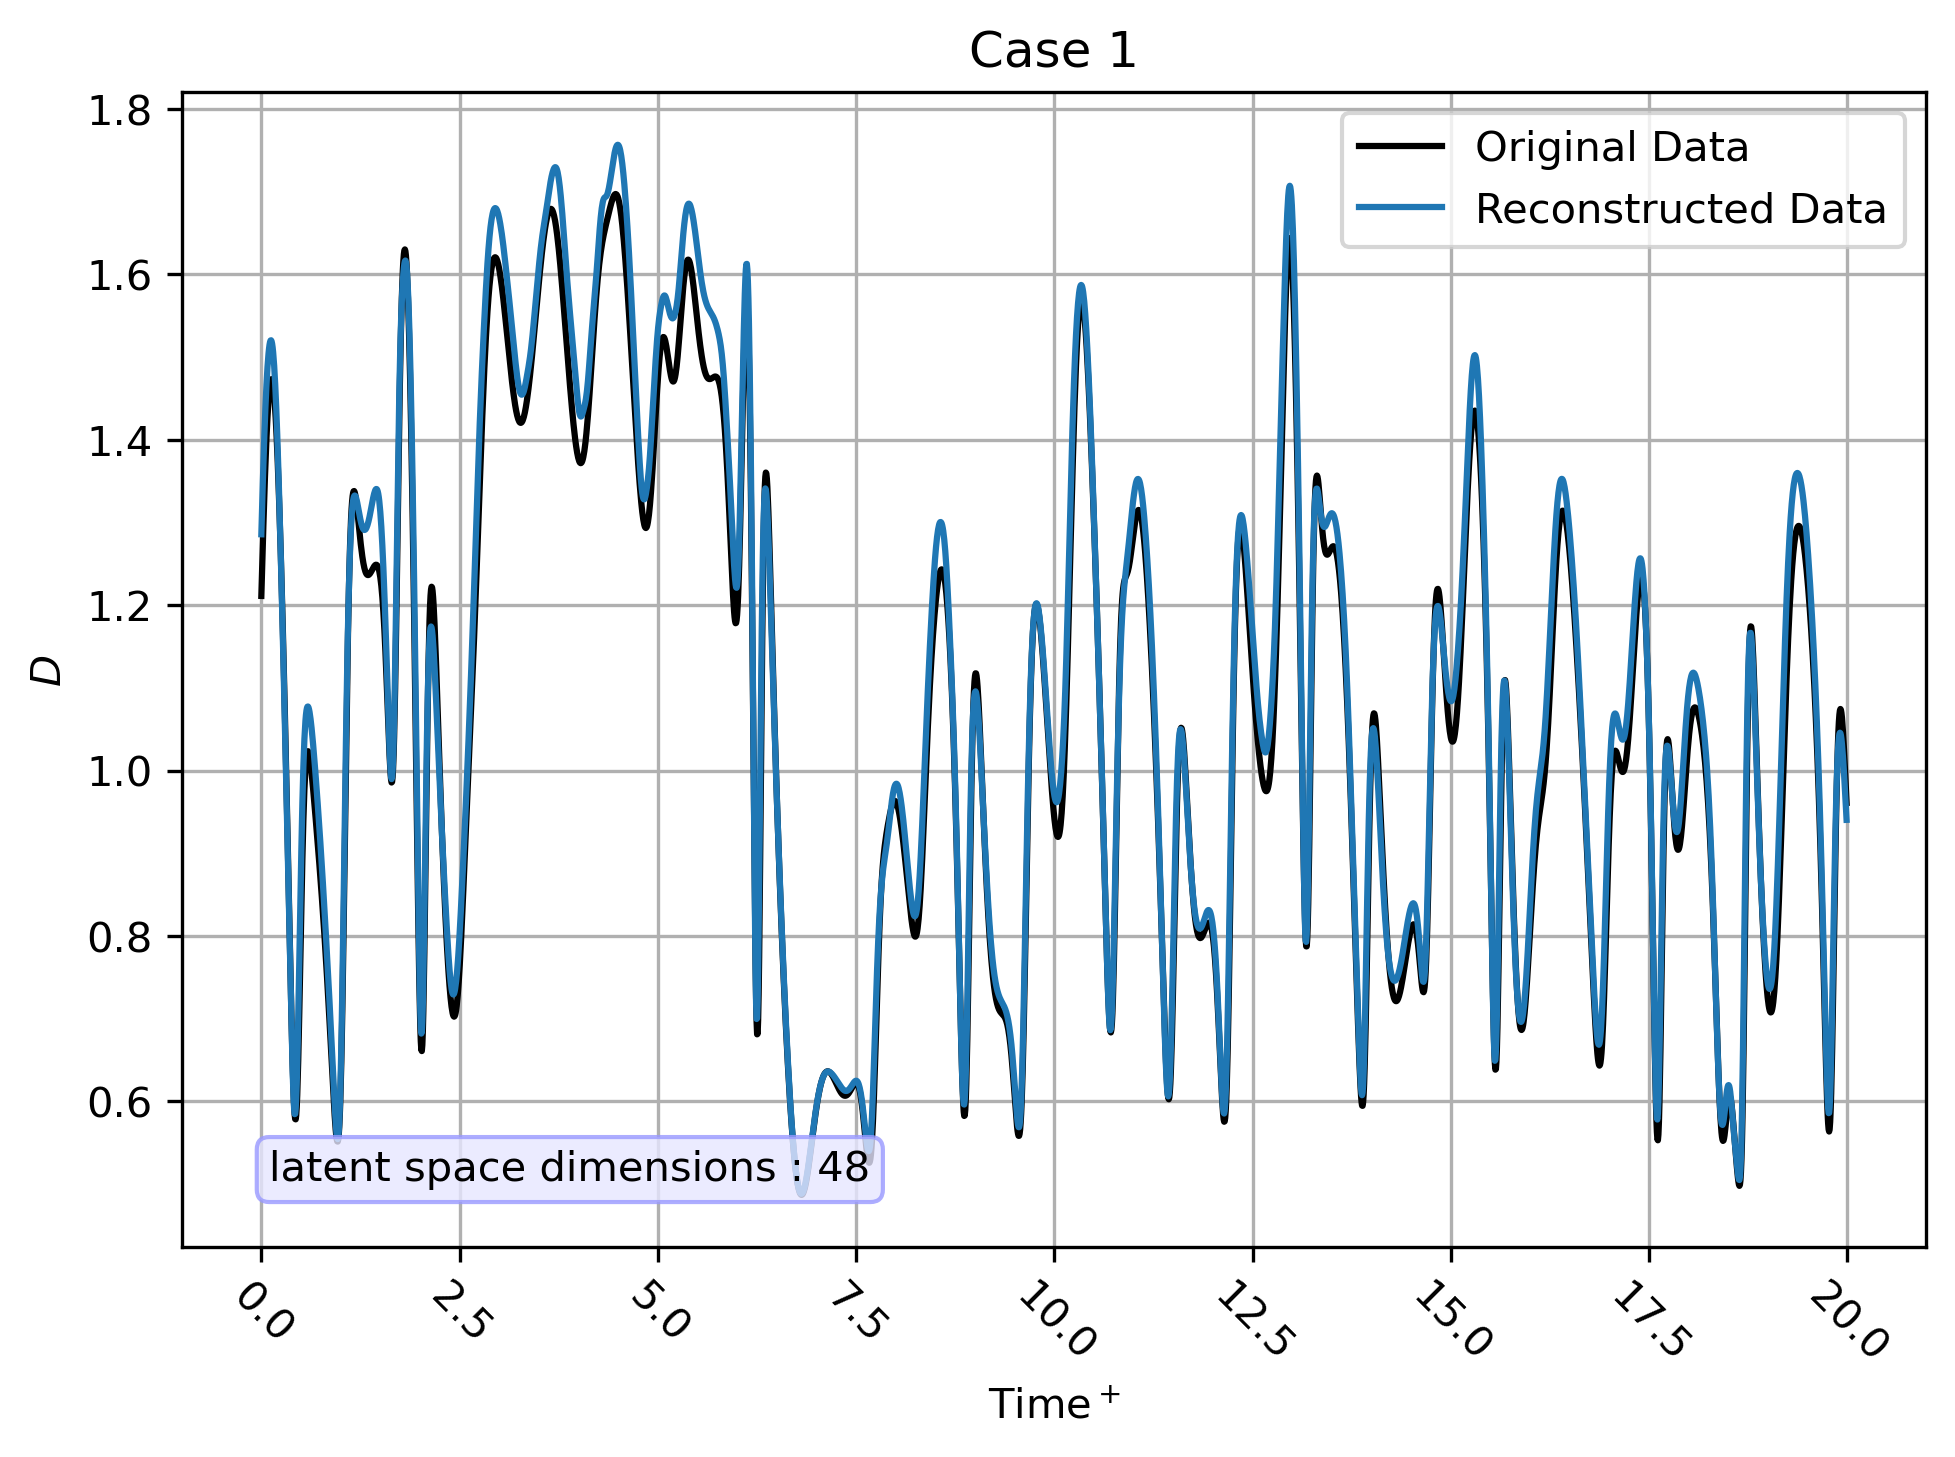 Case 1
1.8
1.6
1.4
1.2
1.0
0.8
0.6
D
Original Data
Reconstructed Data
latent space dimensions : 48
0.0 2.5 5.0 7.5 10.0 12.5 15.0 17.5 20.0
Time⁺